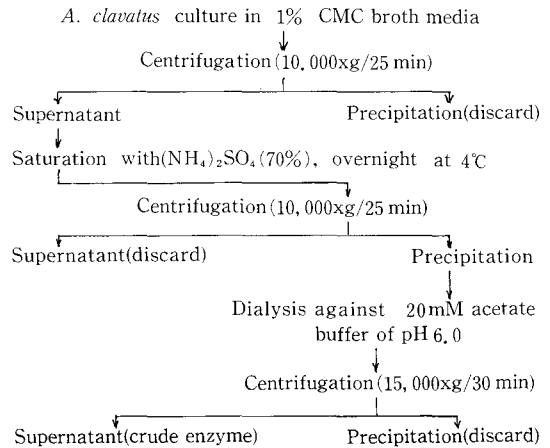 A. clavatus culture in 1% CMC broth media
Centrifugation(10.000xg/25 min)
Supernatant Precipitation(discard)
Saturation with(NH₄)₂SO₄(70%), overnight at 4℃
Centrifugation(10,000xg/25 min)
Supernatant(discard) Precipitation
Dialysis against 20mM acetate
buffer of pH 6.0
Centrifugation(15,000xg/30 min)
Supernatant(crude enzyme) Precipitation(discard)